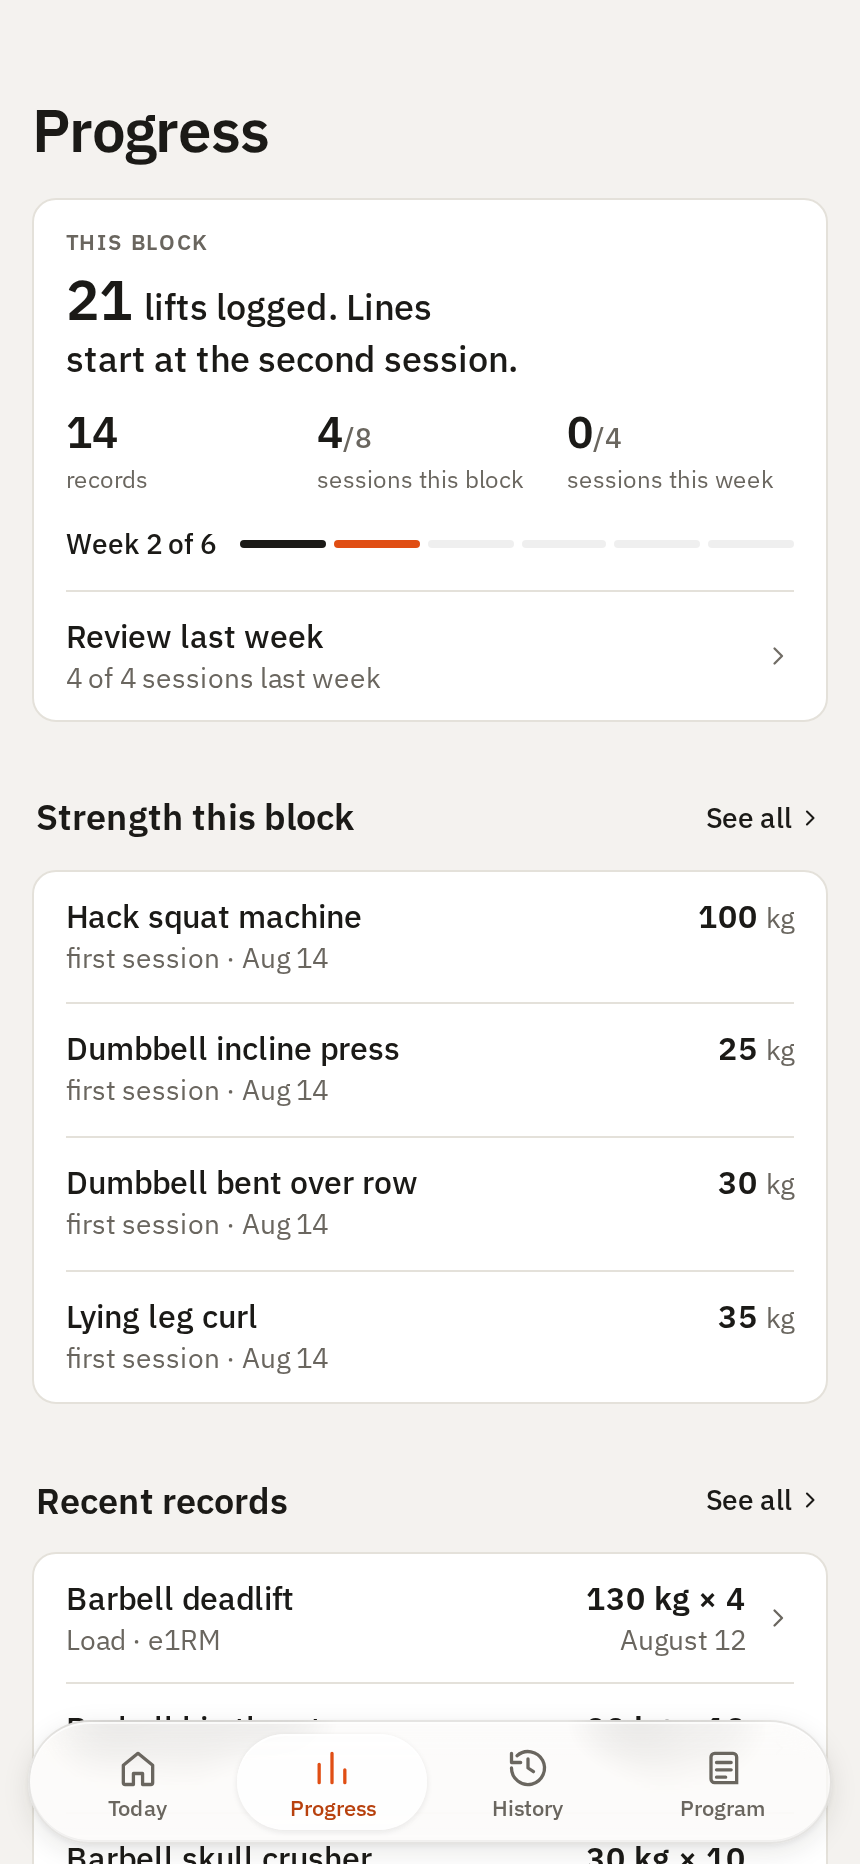 Progress
THIS BLOCK
21 lifts logged. Lines
start at the second session.
14
records
4/8
sessions this block
0/4
sessions this week
Week 2 of 6
Review last week
4 of 4 sessions last week
Strength this block
See all
Hack squat machine
100 kg
first session · Aug 14
Dumbbell incline press
25 kg
first session · Aug 14
Dumbbell bent over row
30 kg
first session · Aug 14
Lying leg curl
35 kg
first session · Aug 14
Recent records
See all
Barbell deadlift
130 kg × 4
Load · e1RM
August 12
Today
Progress
History
Program
Barbell skull crusher
30 kg × 10